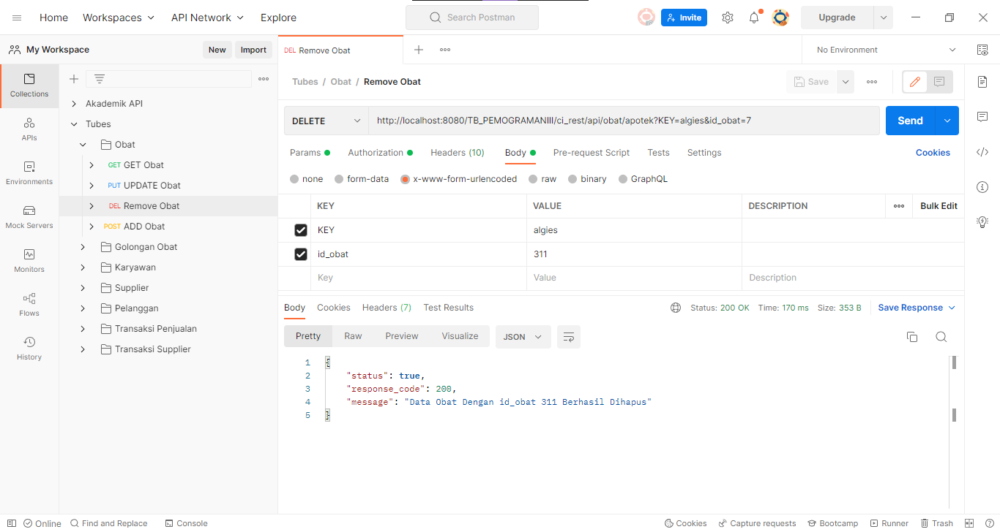 Home Workspaces API Network Explore Search Postman Invite Upgrade
My Workspace New Import DEL Remove Obat No Environment
Collections
APIs
Environments
Mock Servers
Monitors
Flows
History
Akademik API
Tubes
Obat
GET GET Obat
PUT UPDATE Obat
DEL Remove Obat
POST ADD Obat
Golongan Obat
Karyawan
Supplier
Pelanggan
Transaksi Penjualan
Transaksi Supplier
Tubes / Obat / Remove Obat Save
DELETE http://localhost:8080/TB_PEMOGRAMANIII/ci_rest/api/obat/apotek?KEY=algies&id_obat=7 Send
Params Authorization Headers (10) Body Pre-request Script Tests Settings Cookies
none form-data x-www-form-urlencoded raw binary GraphQL
KEY VALUE DESCRIPTION Bulk Edit
KEY algies
id_obat 311
Key Value Description
Body Cookies Headers (7) Test Results Status: 200 OK Time: 170 ms Size: 353 B Save Response
Pretty Raw Preview Visualize JSON
1 {
2 "status": true,
3 "response_code": 200,
4 "message": "Data Obat Dengan id_obat 311 Berhasil Dihapus"
5 }
Online Find and Replace Console Cookies Capture requests Bootcamp Runner Trash